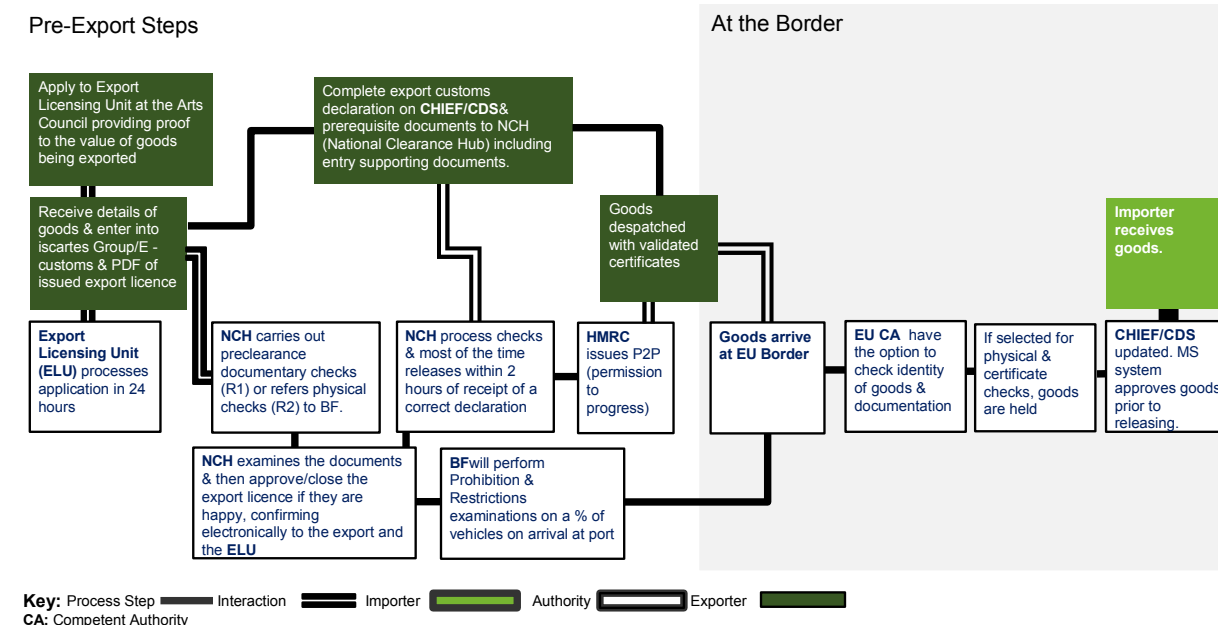 Pre-Export Steps
At the Border
Apply to Export
Licensing Unit at the Arts
Council providing proof
to the value of goods
being exported
Complete export customs
declaration on CHIEF/CDS&
prerequisite documents to NCH
(National Clearance Hub) including
entry supporting documents.
Receive details of
goods & enter into
iscartes Group/E -
customs & PDF of
issued export licence
Goods
despatched
with validated
certificates
Importer
receives
goods.
Export
Licensing Unit
(ELU) processes
application in 24
hours
NCH carries out
preclearance
documentary checks
(R1) or refers physical
checks (R2) to BF.
NCH process checks
& most of the time
releases within 2
hours of receipt of a
correct declaration
HMRC
issues P2P
(permission
to
progress)
Goods arrive
at EU Border
EU CA have
the option to
check identity
of goods &
documentation
If selected for
physical &
certificate
checks, goods
are held
CHIEF/CDS
updated. MS
system
approves goods
prior to
releasing.
NCH examines the documents
& then approve/close the
export licence if they are
happy, confirming
electronically to the export and
the ELU
BFwill perform
Prohibition &
Restrictions
examinations on a % of
vehicles on arrival at port
Key: Process Step Interaction Importer Authority Exporter
CA: Competent Authority